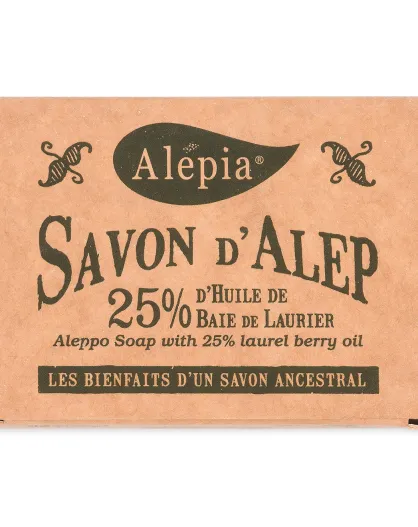 Alepia®
SAVON D'ALEP
25% D'HUILE DE
BAIE DE LAURIER
Aleppo Soap with 25% laurel berry oil
LES BIENFAITS D'UN SAVON ANCESTRAL